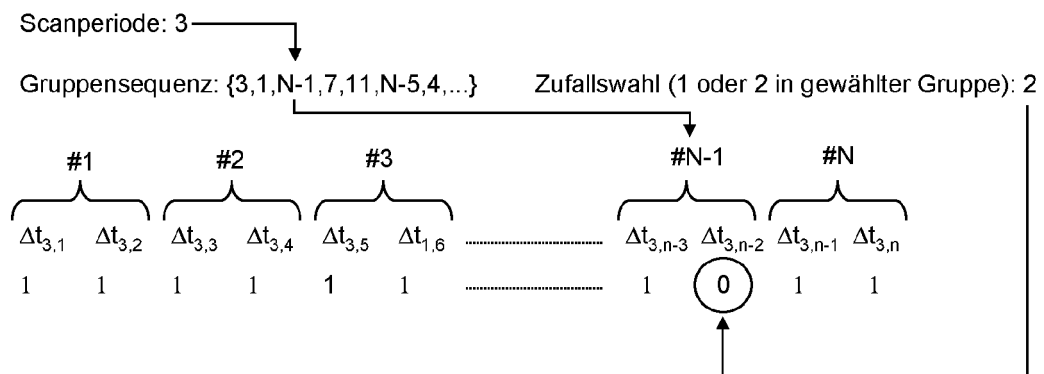 Scanperiode: 3
Gruppensequenz: {3,1,N-1,7,11,N-5,4,...} Zufallswahl (1 oder 2 in gewählter Gruppe): 2
#1 #2 #3 #N-1 #N
Δt3,1 Δt3,2 Δt3,3 Δt3,4 Δt3,5 Δt1,6 ........................ Δt3,n-3 Δt3,n-2 Δt3,n-1 Δt3,n
1 1 1 1 1 1 ........................ 1 0 1 1